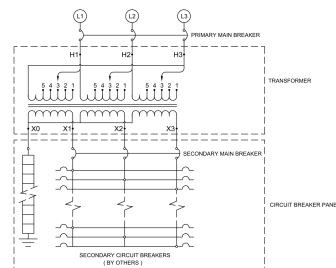 L1 L2 L3
PRIMARY MAIN BREAKER
H1 H2 H3
5 4 3 2 1 5 4 3 2 1 5 4 3 2 1
TRANSFORMER
X0 X1 X2 X3
SECONDARY MAIN BREAKER
CIRCUIT BREAKER PANE
SECONDARY CIRCUIT BREAKERS
( BY OTHERS )